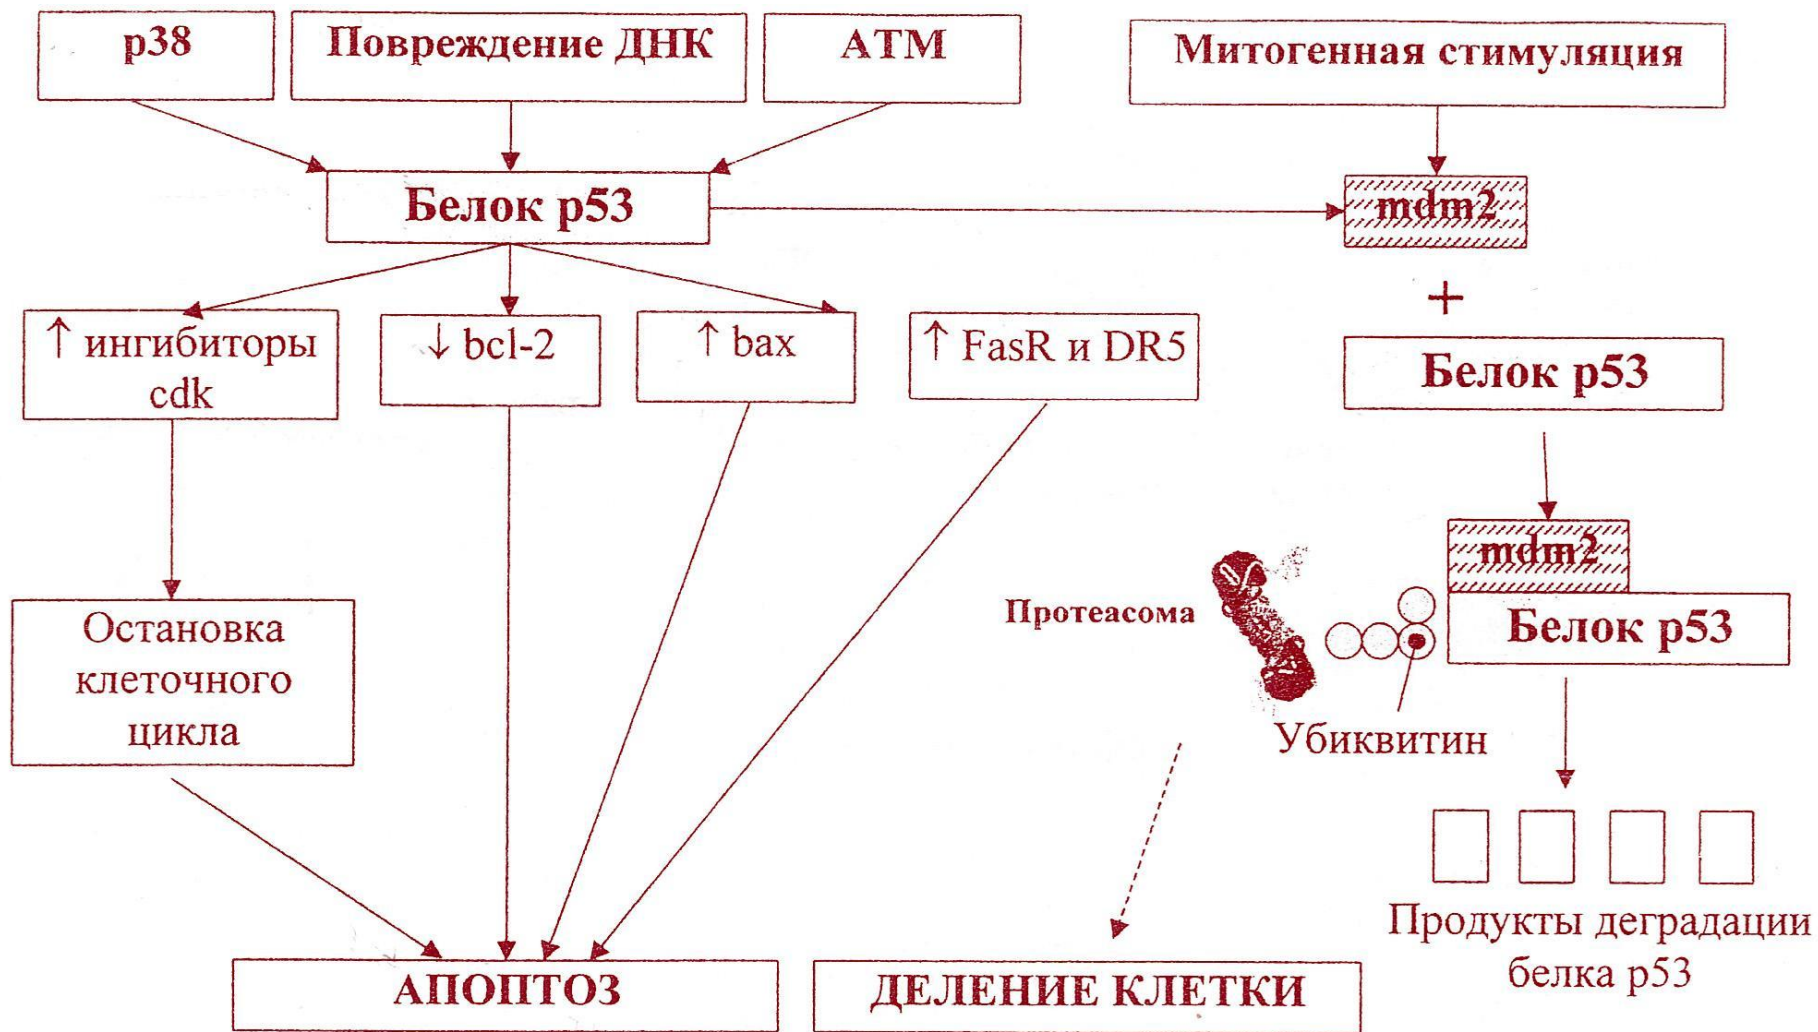 p38
Повреждение ДНК
АТМ
Митогенная стимуляция
Белок p53
mdm2
+
↑ ингибиторы
cdk
↓ bcl-2
↑ bax
↑ FasR и DR5
Белок p53
mdm2
Белок p53
Протеасома
Остановка
клеточного
цикла
Убиквитин
Продукты деградации
белка p53
АПОПТОЗ
ДЕЛЕНИЕ КЛЕТКИ